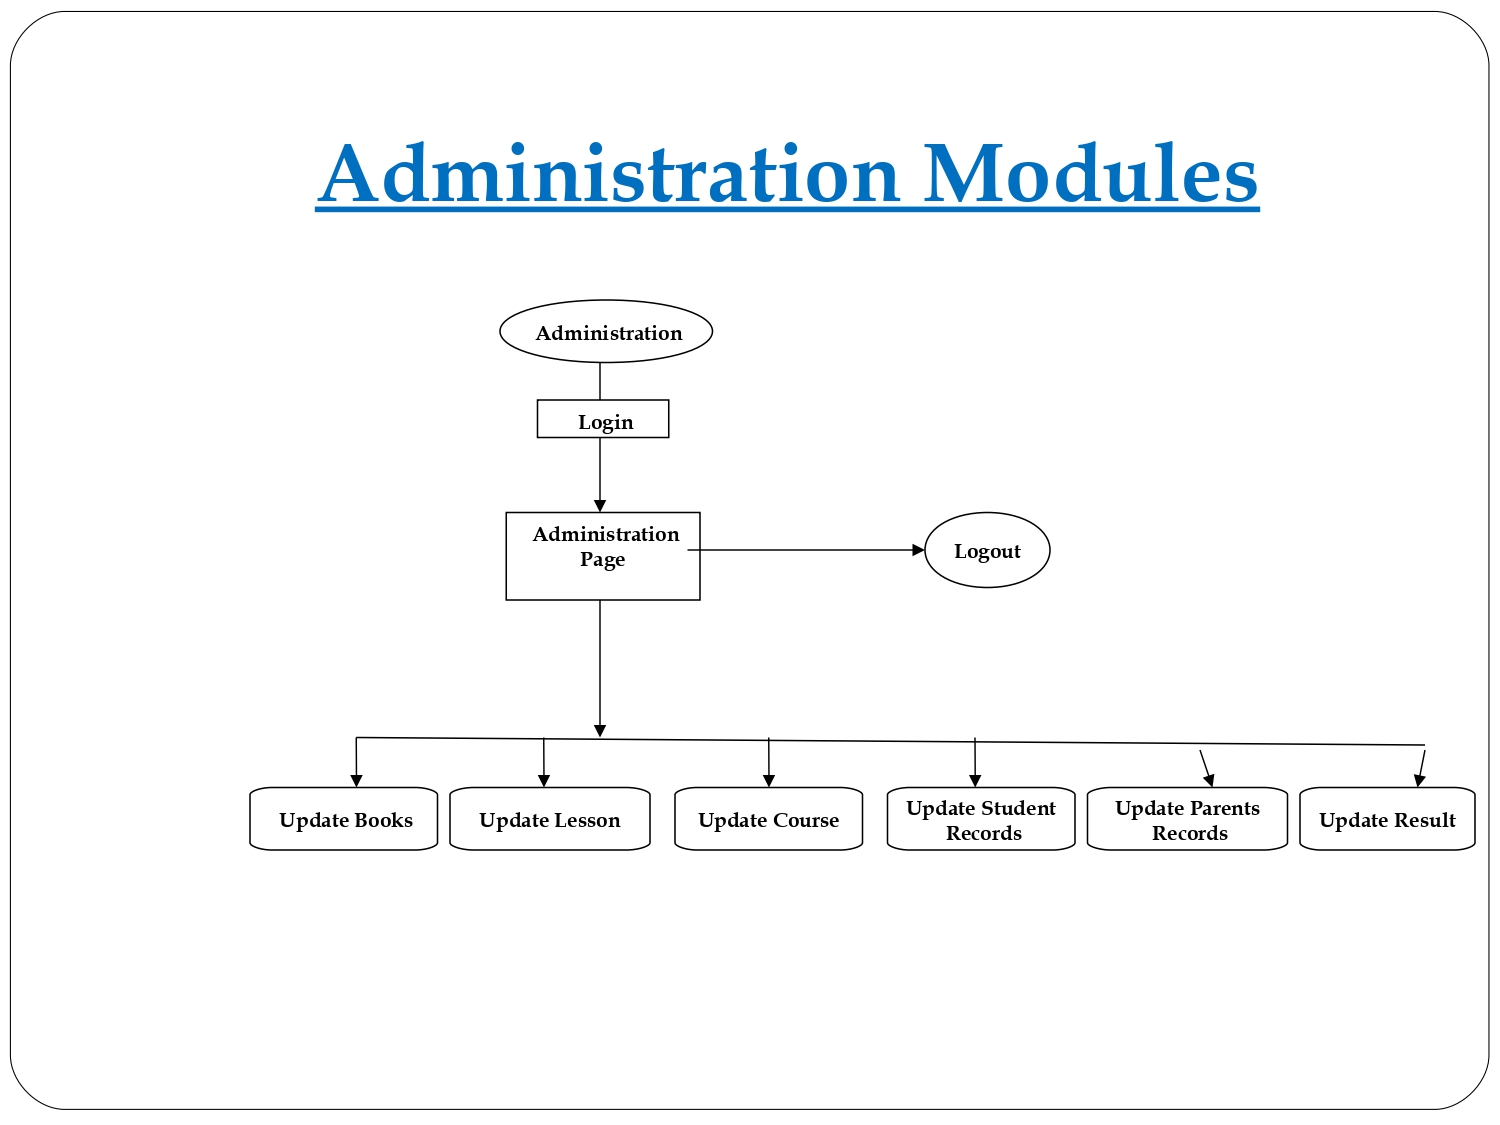 Administration Modules
Administration
Login
Administration
Page
Logout
Update Books
Update Lesson
Update Course
Update Student
Records
Update Parents
Records
Update Result